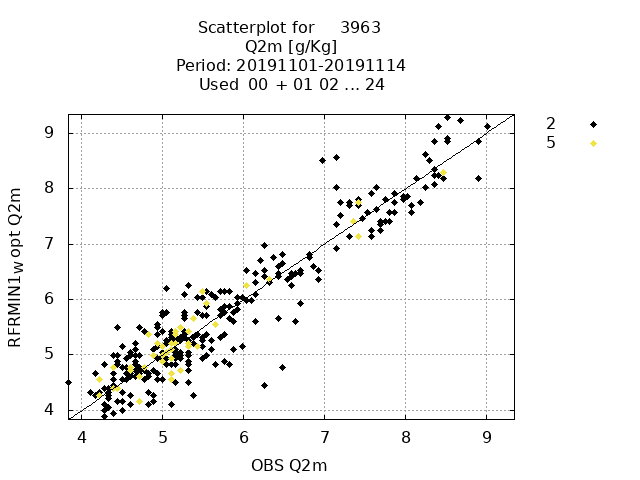 Scatterplot for 3963
Q2m [g/Kg]
Period: 20191101-20191114
Used 00 + 01 02 ... 24
2
5
9
8
7
6
5
4
RFRMIN1w opt Q2m
4 5 6 7 8 9
OBS Q2m